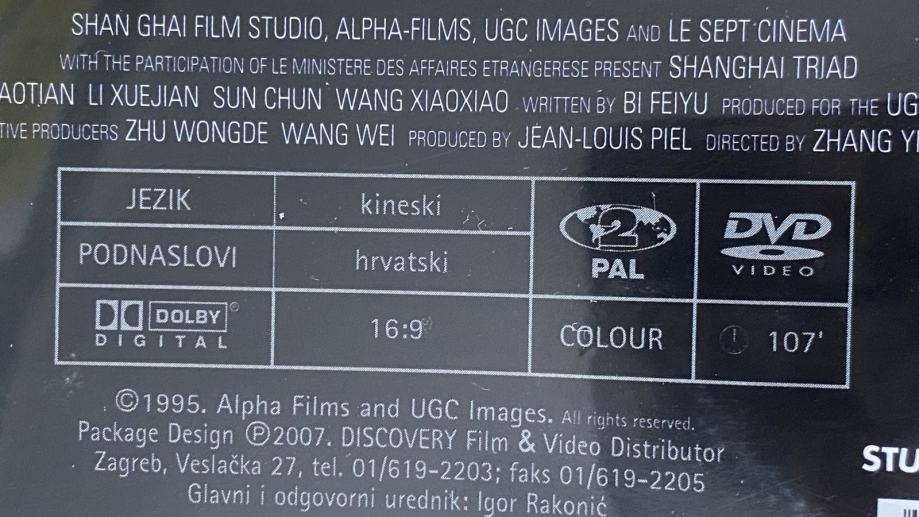 SHAN GHAI FILM STUDIO, ALPHA-FILMS, UGC IMAGES AND LE SEPT CINEMA
WITH THE PARTICIPATION OF LE MINISTERE DES AFFAIRES ETRANGERESE PRESENT SHANGHAI TRIAD
LI XUEJIAN SUN CHUN WANG XIAOXIAO WRITTEN BY BI FEIYU PRODUCED FOR THE
PRODUCERS ZHU WONGDE WANG WEI PRODUCED BY JEAN-LOUIS PIEL DIRECTED BY ZHANG
JEZIK kineski
PODNASLOVI hrvatski
2
PAL
DVD
VIDEO
DOLBY
DIGITAL
16:9
COLOUR
107'
©1995. Alpha Films and UGC Images. All rights reserved.
Package Design ℗2007. DISCOVERY Film & Video Distributor
Zagreb, Veslačka 27, tel. 01/619-2203; faks 01/619-2205
Glavni i odgovorni urednik: Igor Rakonić